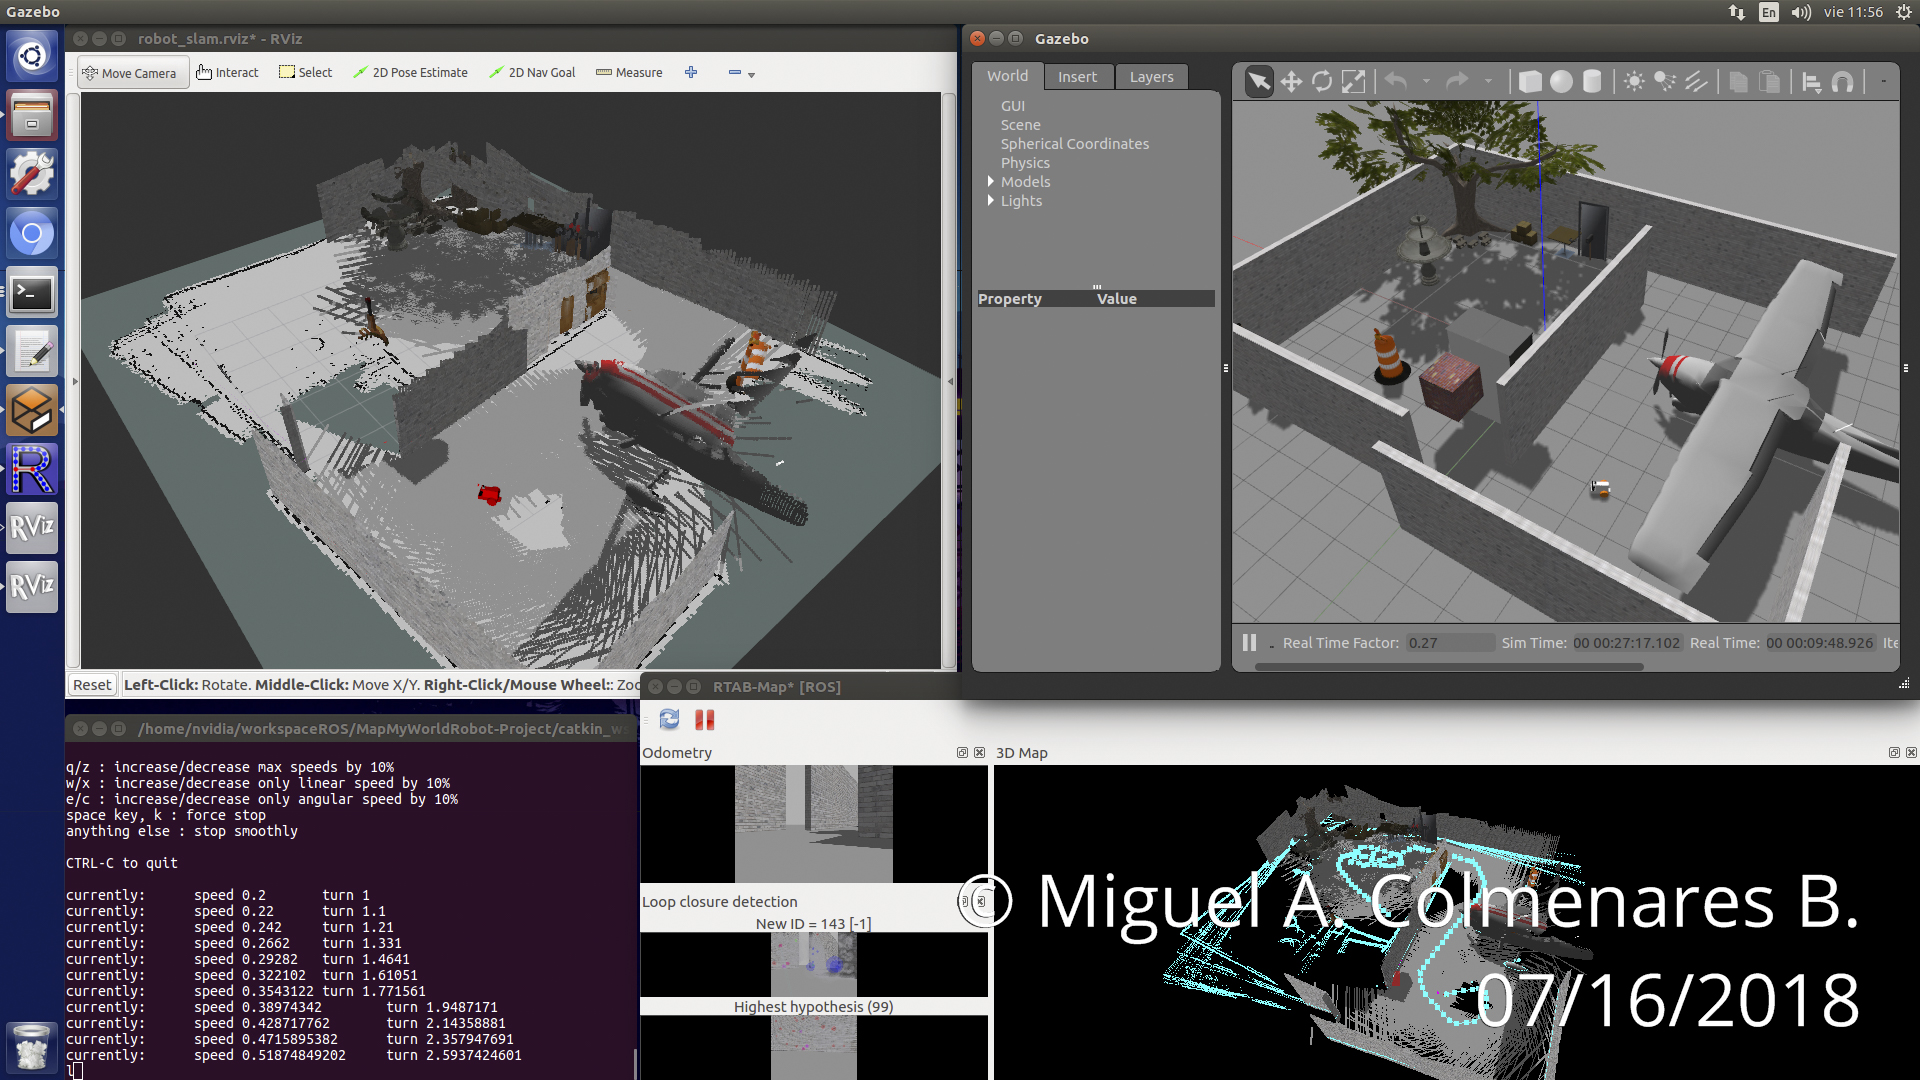 Gazebo
En
vie 11:56
robot_slam.rviz* - RViz
Move Camera
Interact
Select
2D Pose Estimate
2D Nav Goal
Measure
Gazebo
World
Insert
Layers
GUI
Scene
Spherical Coordinates
Physics
Models
Lights
Property
Value
Real Time Factor:
0.27
Sim Time:
00 00:27:17.102
Real Time:
00 00:09:48.926
RViz
RViz
Reset
Left-Click: Rotate. Middle-Click: Move X/Y. Right-Click/Mouse Wheel:: Zoo
/home/nvidia/workspaceROS/MapMyWorldRobot-Project/catkin_ws
q/z : increase/decrease max speeds by 10%
w/x : increase/decrease only linear speed by 10%
e/c : increase/decrease only angular speed by 10%
space key, k : force stop
anything else : stop smoothly
CTRL-C to quit
currently: speed 0.2 turn 1
currently: speed 0.22 turn 1.1
currently: speed 0.242 turn 1.21
currently: speed 0.2662 turn 1.331
currently: speed 0.29282 turn 1.4641
currently: speed 0.322102 turn 1.61051
currently: speed 0.3543122 turn 1.771561
currently: speed 0.38974342 turn 1.9487171
currently: speed 0.428717762 turn 2.14358881
currently: speed 0.4715895382 turn 2.357947691
currently: speed 0.51874849202 turn 2.5937424601
RTAB-Map* [ROS]
Odometry
Loop closure detection
New ID = 143 [-1]
Highest hypothesis (99)
3D Map
© Miguel A. Colmenares B.
07/16/2018